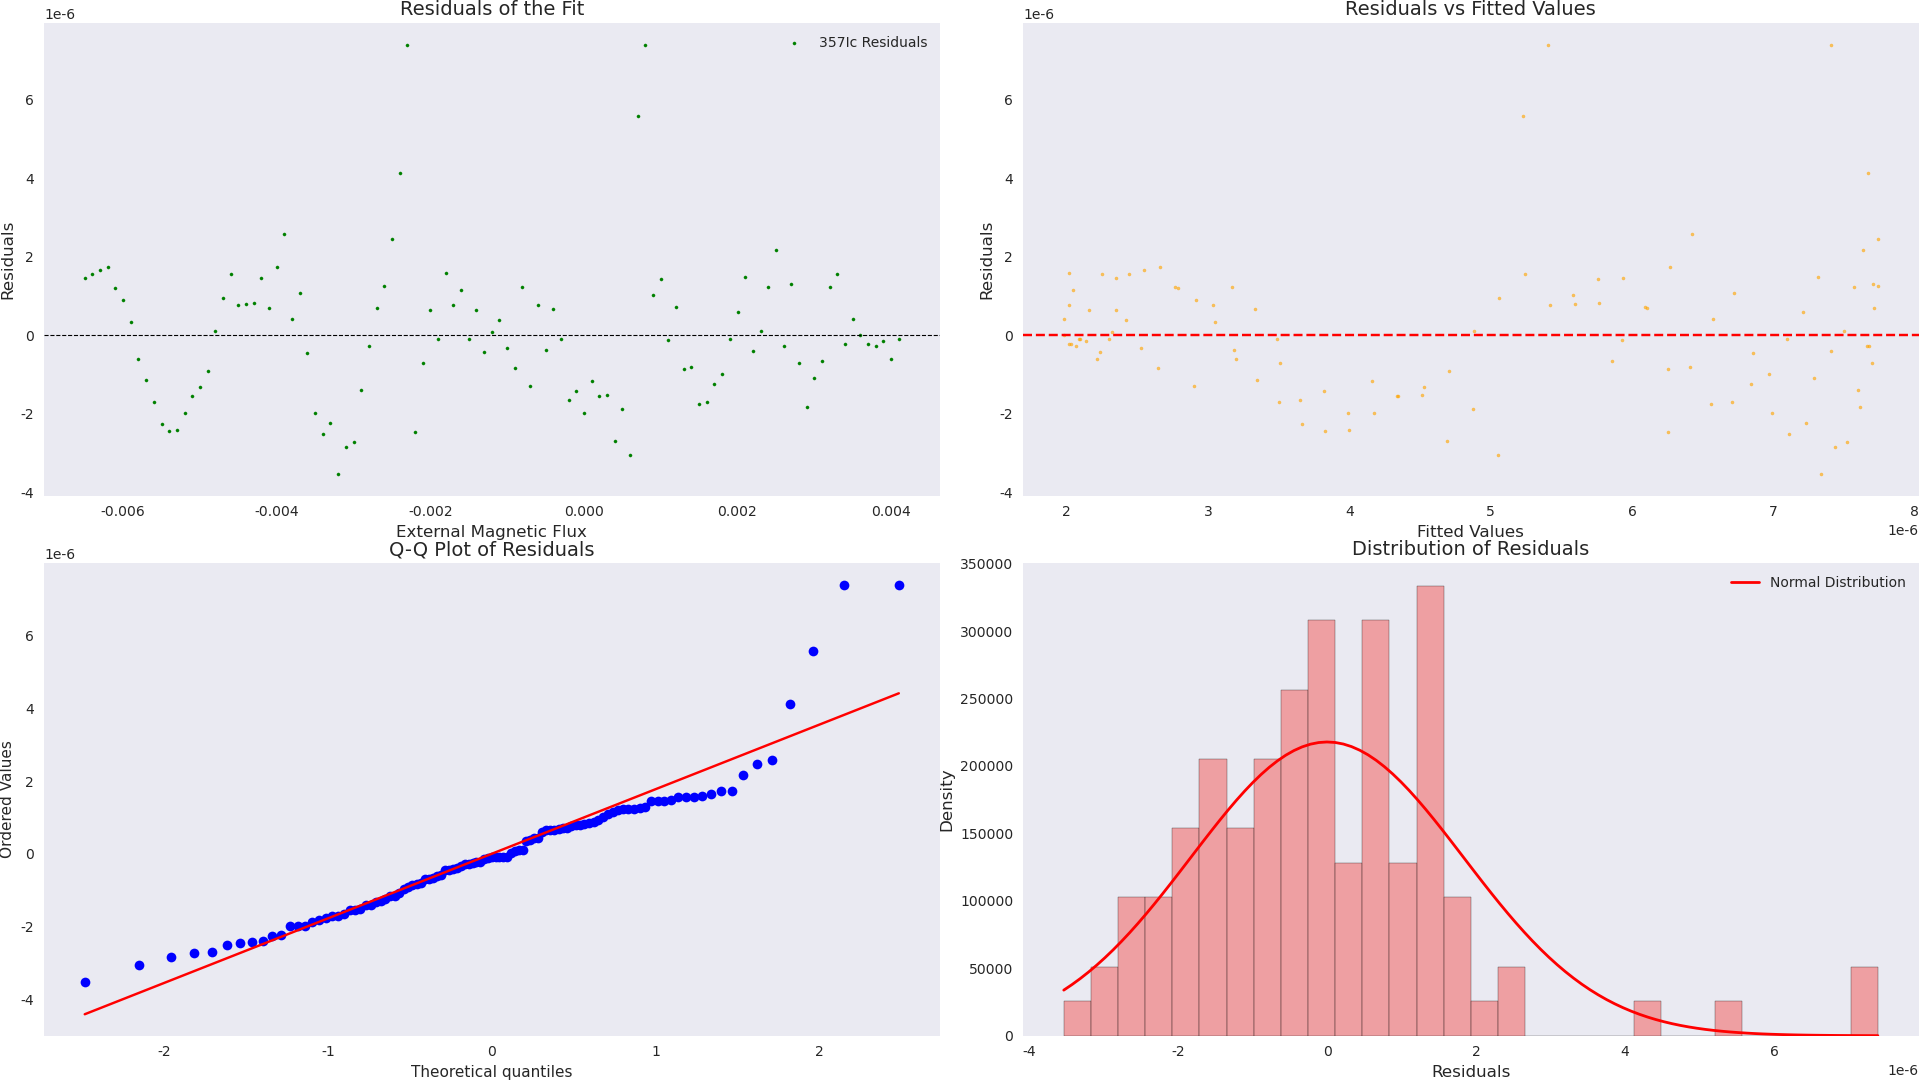 Residuals of the Fit
1e-6
357Ic Residuals
6
4
2
0
-2
-4
Residuals
-0.006 -0.004 -0.002 0.000 0.002 0.004
External Magnetic Flux
Residuals vs Fitted Values
1e-6
6
4
2
0
-2
-4
Residuals
2 3 4 5 6 7 8
1e-6
Fitted Values
Q-Q Plot of Residuals
1e-6
6
4
2
0
-2
-4
Ordered Values
-2 -1 0 1 2
Theoretical quantiles
Distribution of Residuals
Normal Distribution
350000
300000
250000
200000
150000
100000
50000
0
Density
-4 -2 0 2 4 6
1e-6
Residuals